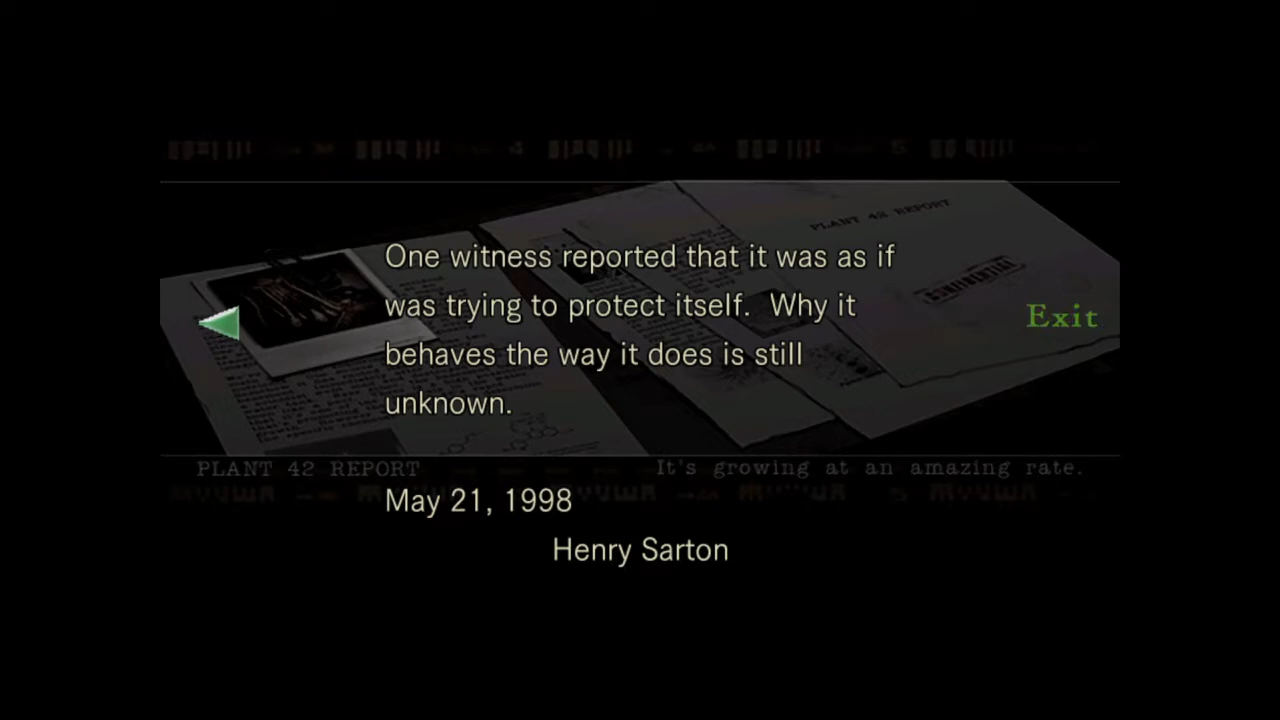 PLANT 42 REPORT
CONFIDENTIAL
One witness reported that it was as if
was trying to protect itself.  Why it
behaves the way it does is still
unknown.
Exit
PLANT 42 REPORT
It's growing at an amazing rate.
May 21, 1998
Henry Sarton